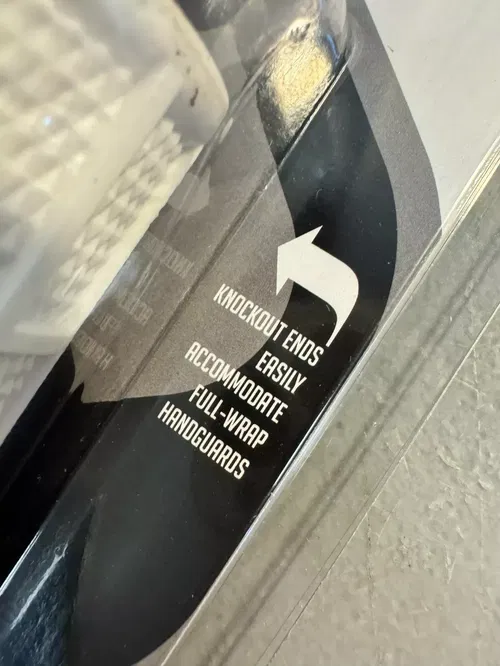 KNOCKOUT ENDS
EASILY
ACCOMMODATE
FULL-WRAP
HANDGUARDS